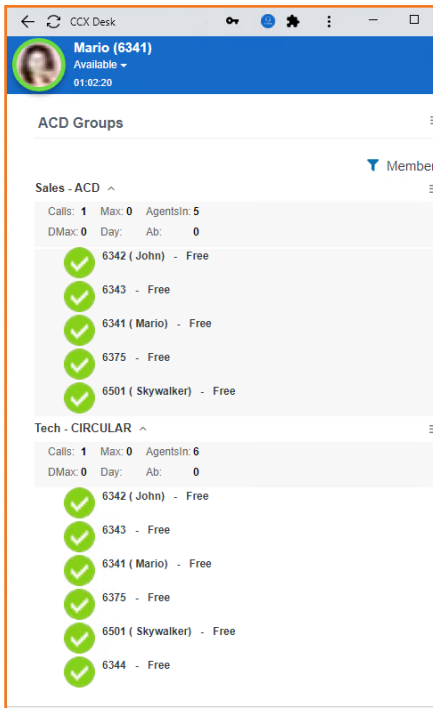 CCX Desk
Mario (6341)
Available
01:02:20
ACD Groups
Member
Sales - ACD
Calls: 1 Max: 0 AgentsIn: 5
DMax: 0 Day: Ab: 0
6342 ( John) - Free
6343 - Free
6341 ( Mario) - Free
6375 - Free
6501 ( Skywalker) - Free
Tech - CIRCULAR
Calls: 1 Max: 0 AgentsIn: 6
DMax: 0 Day: Ab: 0
6342 ( John) - Free
6343 - Free
6341 ( Mario) - Free
6375 - Free
6501 ( Skywalker) - Free
6344 - Free